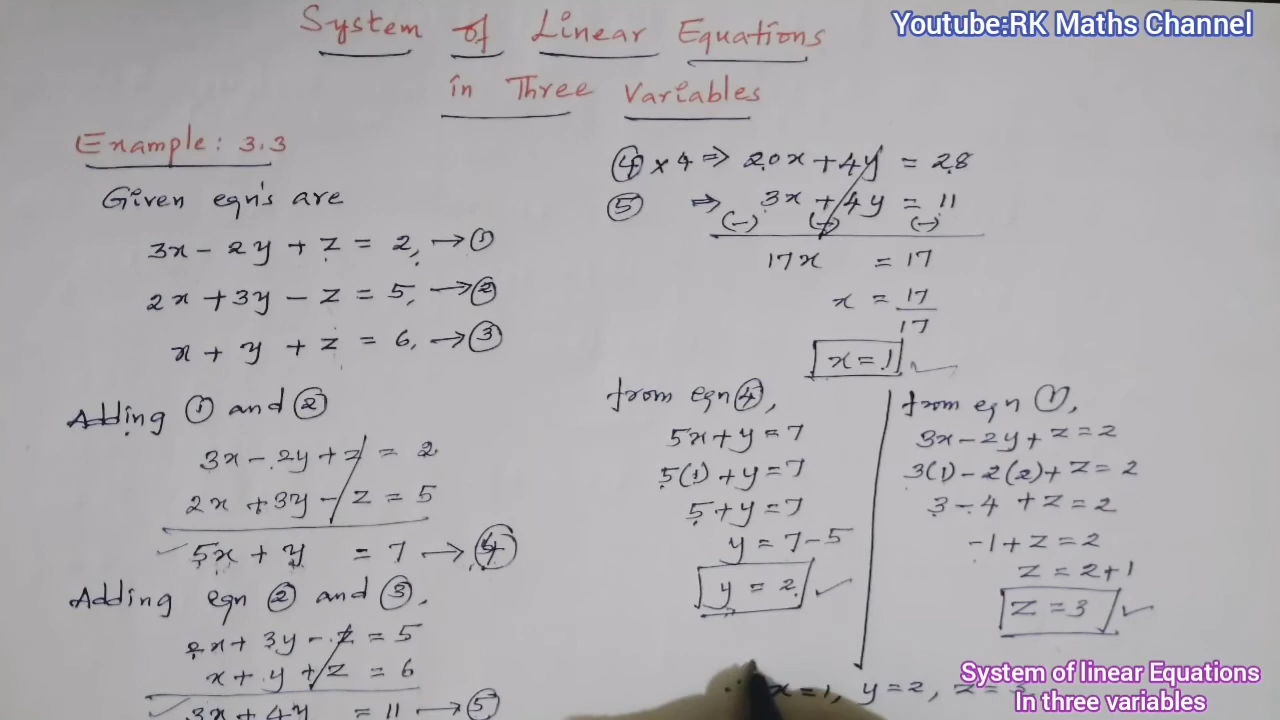 System of Linear Equations
in Three Variables
Youtube:RK Maths Channel
Example: 3.3
Given eqn's are
3x - 2y + z = 2, → ①
2x + 3y - z = 5, → ②
x + y + z = 6, → ③
Adding ① and ②
3x - 2y + z = 2
2x + 3y - z = 5
✓ 5x + y = 7 → ④
Adding eqn ② and ③,
2x + 3y - z = 5
x + y + z = 6
✓ 3x + 4y = 11 → ⑤
④ x 4 ⇒ 20x + 4y = 28
⑤ ⇒ 3x + 4y = 11
(-) (-) (-)
17x = 17
x = 17/17
x = 1 ✓
from eqn ④,
5x + y = 7
5(1) + y = 7
5 + y = 7
y = 7 - 5
y = 2 ✓
from eqn ①,
3x - 2y + z = 2
3(1) - 2(2) + z = 2
3 - 4 + z = 2
-1 + z = 2
z = 2 + 1
z = 3 ✓
∴ x = 1, y = 2, z =
System of linear Equations
In three variables